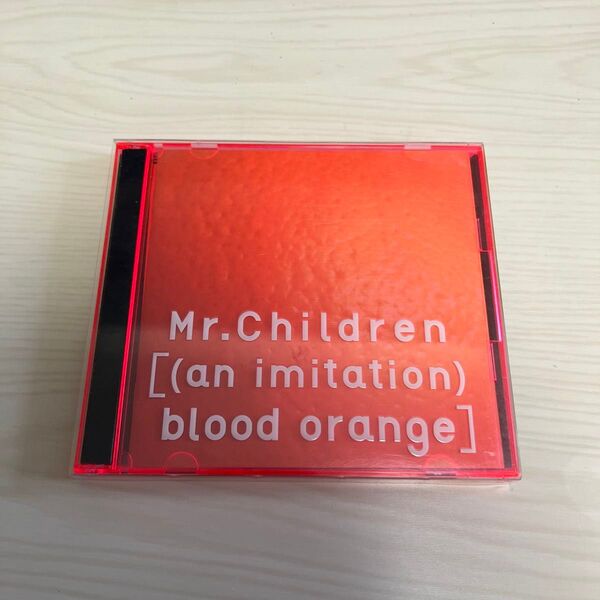 Mr.Children
[(an imitation)
blood orange]